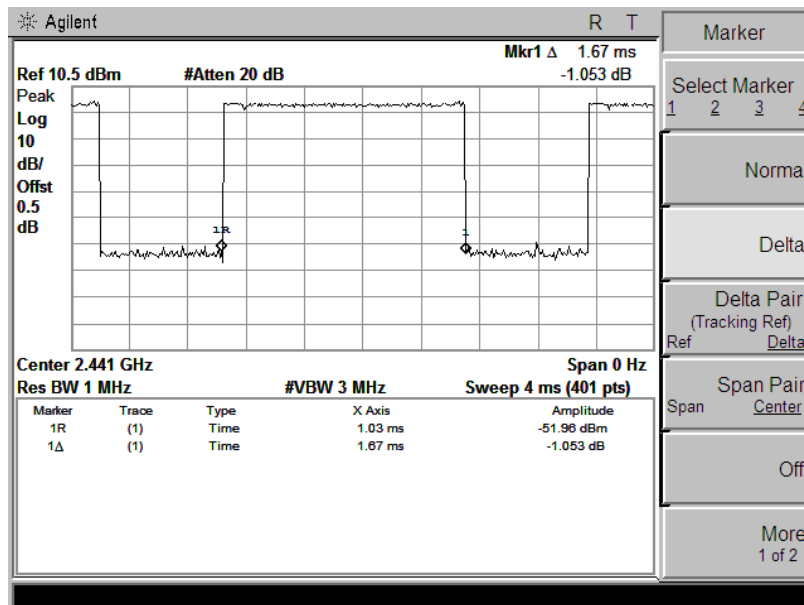 Agilent R T
Mkr1 Δ 1.67 ms
Ref 10.5 dBm #Atten 20 dB -1.053 dB
Peak
Log
10
dB/
Offst
0.5
dB
1R
1
Center 2.441 GHz Span 0 Hz
Res BW 1 MHz #VBW 3 MHz Sweep 4 ms (401 pts)
Marker Trace Type X Axis Amplitude
1R (1) Time 1.03 ms -51.96 dBm
1Δ (1) Time 1.67 ms -1.053 dB
Marker
Select Marker
1 2 3 4
Norma
Delta
Delta Pair
(Tracking Ref)
Ref Delta
Span Pair
Span Center
Off
More
1 of 2